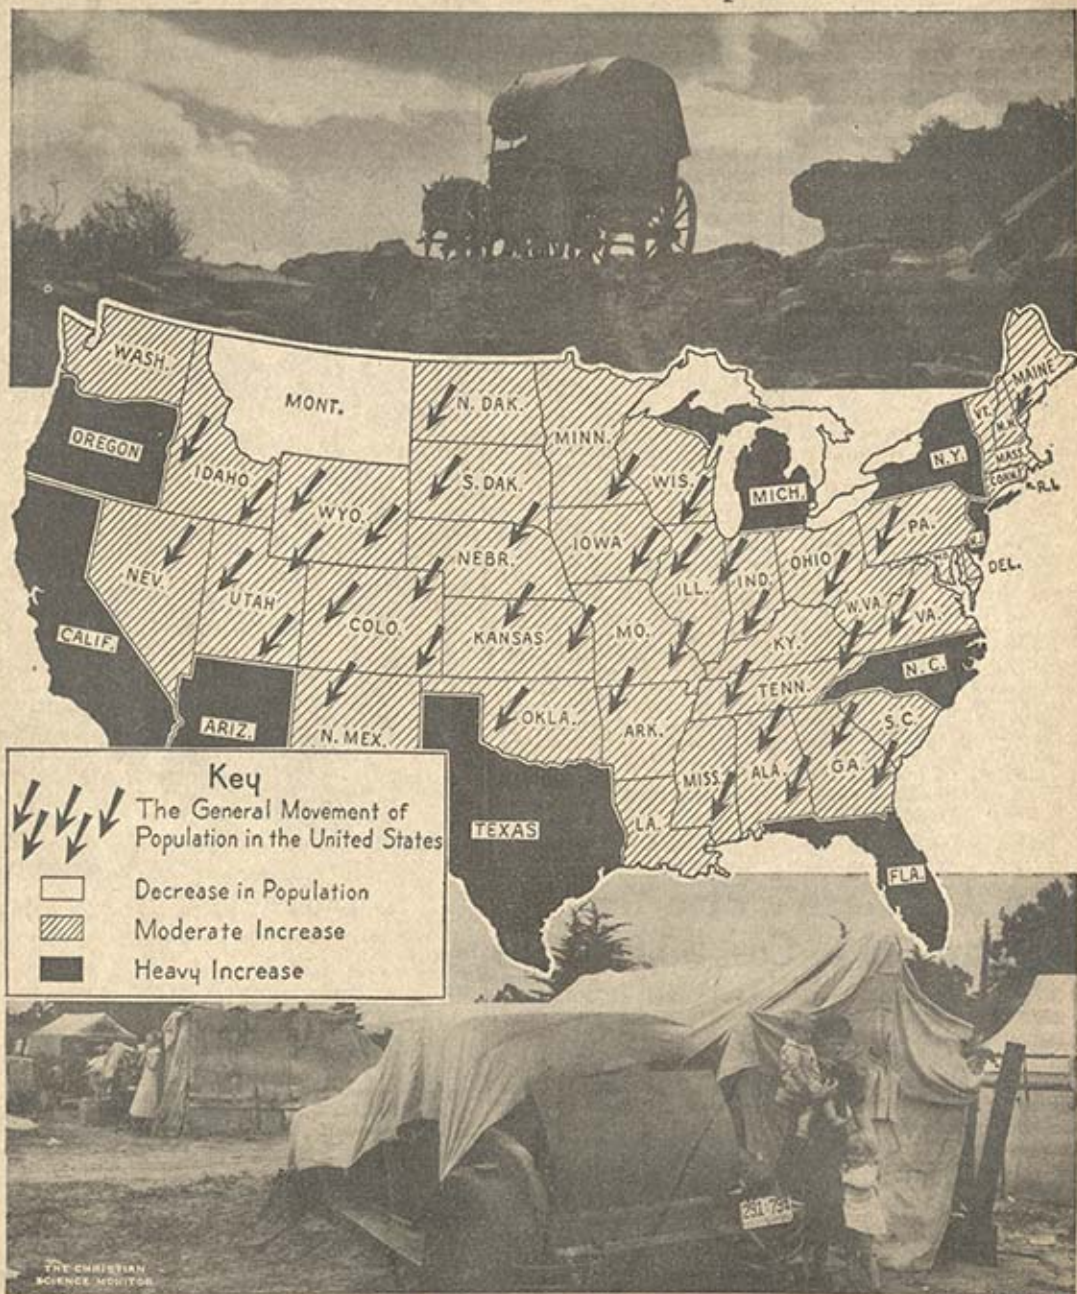 WASH.
MONT.
N. DAK.
MINN.
MAINE
VT.
N.H.
MASS.
CONN.
R.I.
OREGON
IDAHO
WYO.
S. DAK.
WIS.
MICH.
N.Y.
NEV.
UTAH
COLO.
NEBR.
IOWA
ILL.
IND.
OHIO
PA.
N.J.
MD.
DEL.
W. VA.
VA.
CALIF.
KANSAS
MO.
KY.
N.C.
ARIZ.
N. MEX.
OKLA.
ARK.
TENN.
S.C.
TEXAS
LA.
MISS.
ALA.
GA.
FLA.
Key
The General Movement of
Population in the United States
Decrease in Population
Moderate Increase
Heavy Increase
THE CHRISTIAN
SCIENCE MONITOR